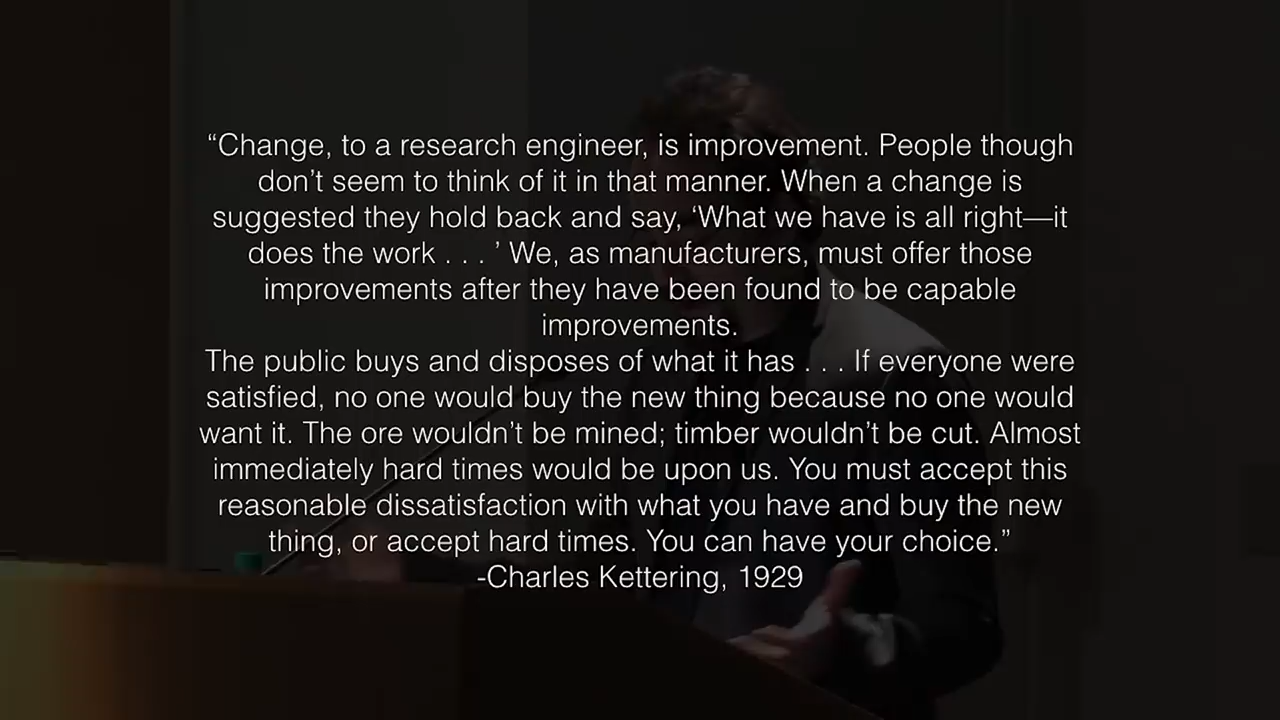 “Change, to a research engineer, is improvement. People though
don’t seem to think of it in that manner. When a change is
suggested they hold back and say, ‘What we have is all right—it
does the work . . . ’ We, as manufacturers, must offer those
improvements after they have been found to be capable
improvements.
The public buys and disposes of what it has . . . If everyone were
satisfied, no one would buy the new thing because no one would
want it. The ore wouldn’t be mined; timber wouldn’t be cut. Almost
immediately hard times would be upon us. You must accept this
reasonable dissatisfaction with what you have and buy the new
thing, or accept hard times. You can have your choice.”
-Charles Kettering, 1929